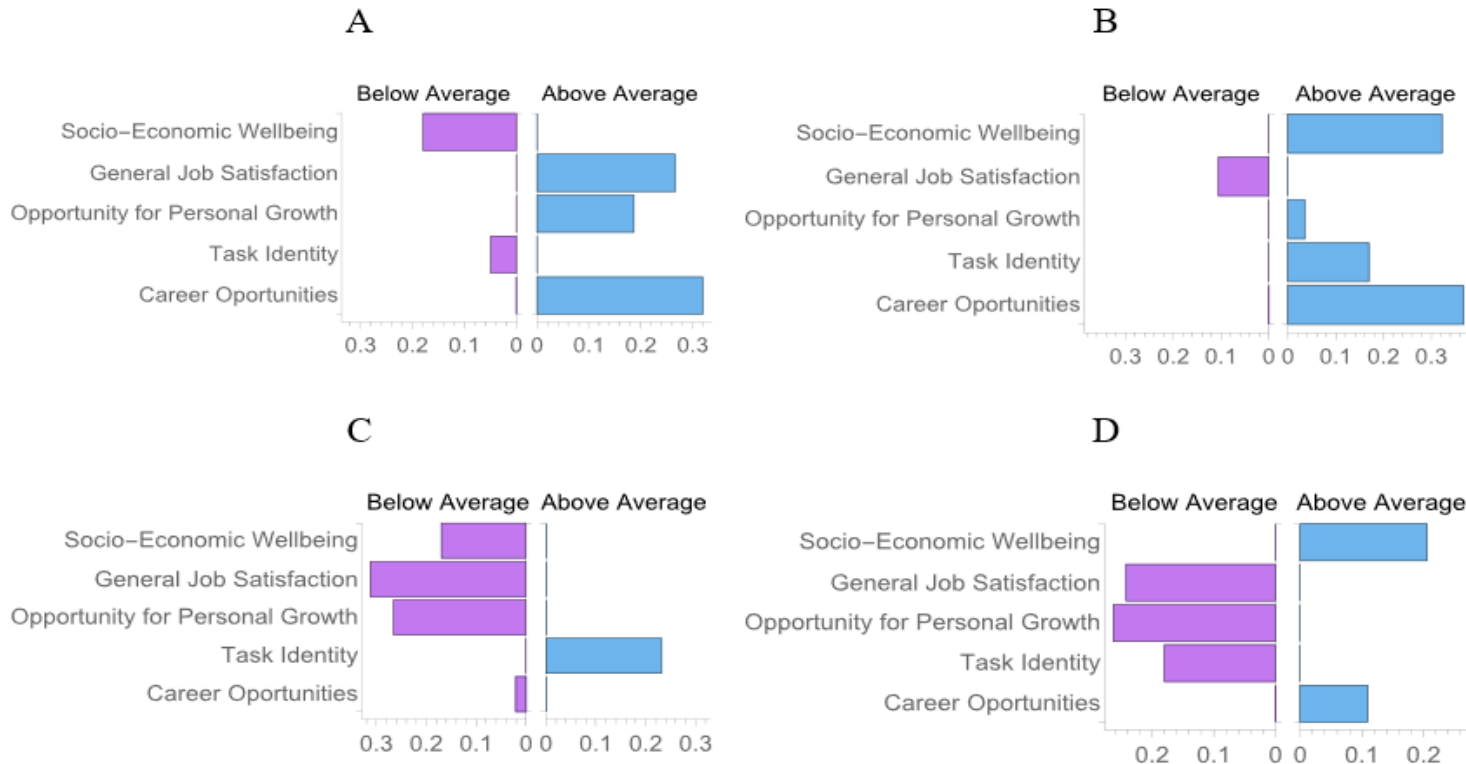 A
Below Average Above Average
Socio-Economic Wellbeing
General Job Satisfaction
Opportunity for Personal Growth
Task Identity
Career Oportunities
0.3 0.2 0.1 0 0 0.1 0.2 0.3
B
Below Average Above Average
Socio-Economic Wellbeing
General Job Satisfaction
Opportunity for Personal Growth
Task Identity
Career Oportunities
0.3 0.2 0.1 0 0 0.1 0.2 0.3
C
Below Average Above Average
Socio-Economic Wellbeing
General Job Satisfaction
Opportunity for Personal Growth
Task Identity
Career Oportunities
0.3 0.2 0.1 0 0 0.1 0.2 0.3
D
Below Average Above Average
Socio-Economic Wellbeing
General Job Satisfaction
Opportunity for Personal Growth
Task Identity
Career Oportunities
0.2 0.1 0 0 0.1 0.2